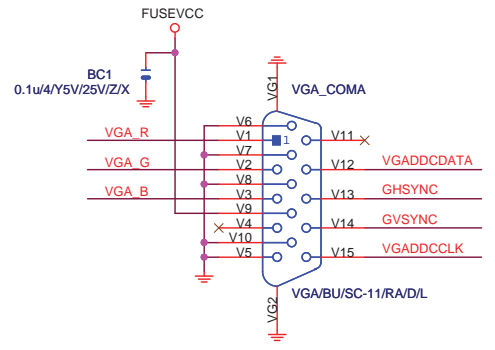 FUSEVCC
BC1
0.1u/4/Y5V/25V/Z/X
VG1
VGA_COMA
V6
VGA_R
V1
1
V11
V7
VGA_G
V2
V12
VGADDCDATA
V8
VGA_B
V3
V13
GHSYNC
V9
V4
V14
GVSYNC
V10
V5
V15
VGADDCCLK
VG2
VGA/BU/SC-11/RA/D/L